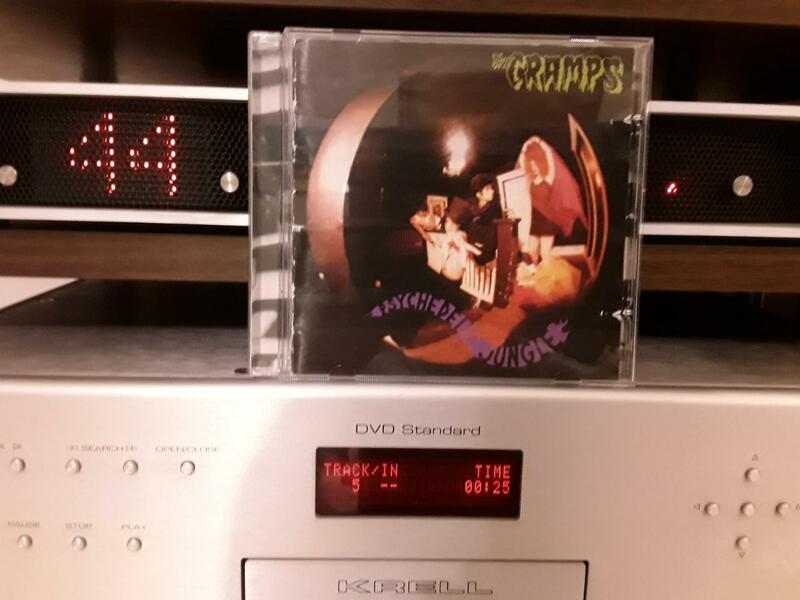 THE CRAMPS
44
PSYCHEDELIC JUNGLE
DVD Standard
SEARCH
OPEN/CLOSE
TRACK/IN TIME
5 -- 00:25
PAUSE STOP PLAY
KRELL